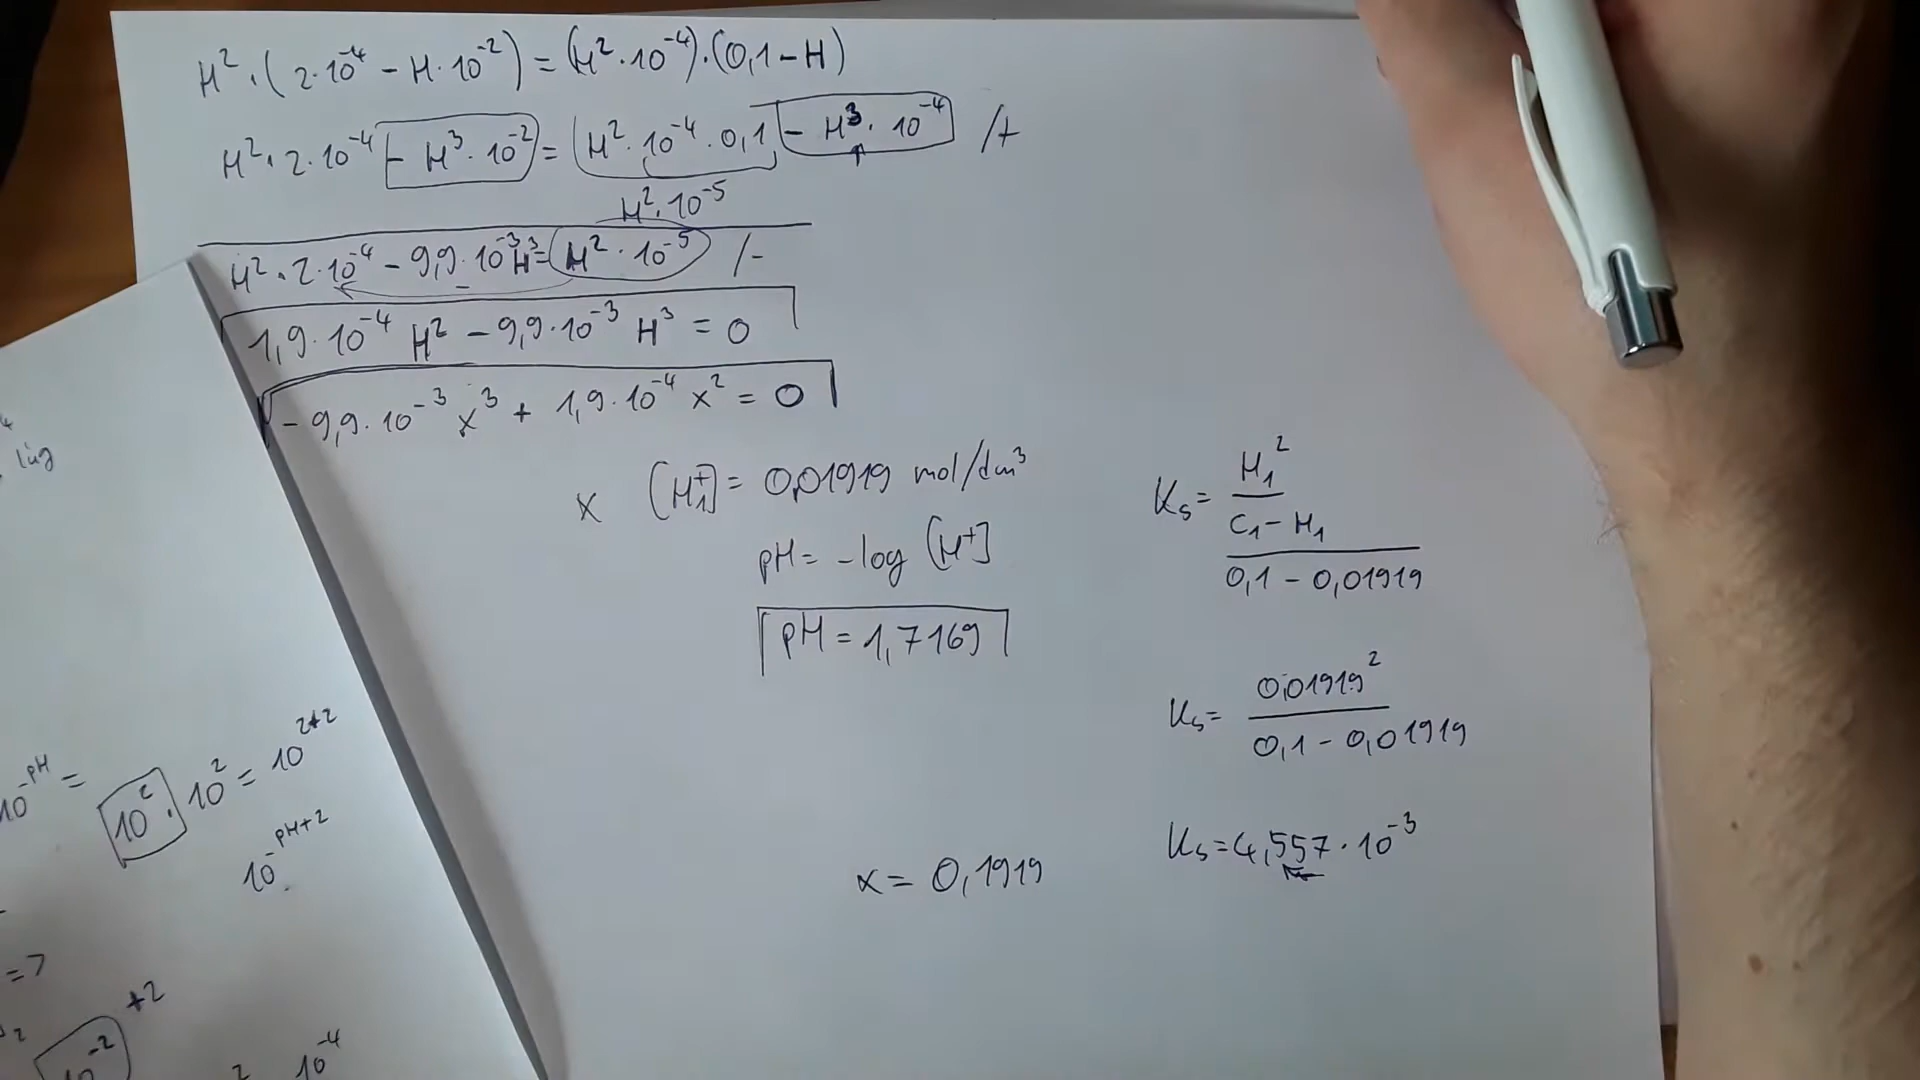 H² · (2·10⁻⁴ − H·10⁻²) = (H²·10⁻⁴)·(0,1−H)
H²·2·10⁻⁴ − H³·10⁻² = H²·10⁻⁴·0,1 − H³·10⁻⁴ /+
H²·10⁻⁵
H²·2·10⁻⁴ − 9,9·10⁻³H³ = H²·10⁻⁵ /−
1,9·10⁻⁴ H² − 9,9·10⁻³ H³ = 0
− 9,9·10⁻³ x³ + 1,9·10⁻⁴ x² = 0
x [H₁⁺] = 0,01919 mol/dm³
pH = −log [H⁺]
pH = 1,7169
α = 0,1919
Ks = H₁² / C₁ − H₁
0,1 − 0,01919
Ks = 0,01919² / 0,1 − 0,01919
Ks = 4,557·10⁻³
lúg
10^-pH = 10²· 10² = 10²⁺²
10^-pH+2
=7
10⁻² +2
2 10⁻⁴